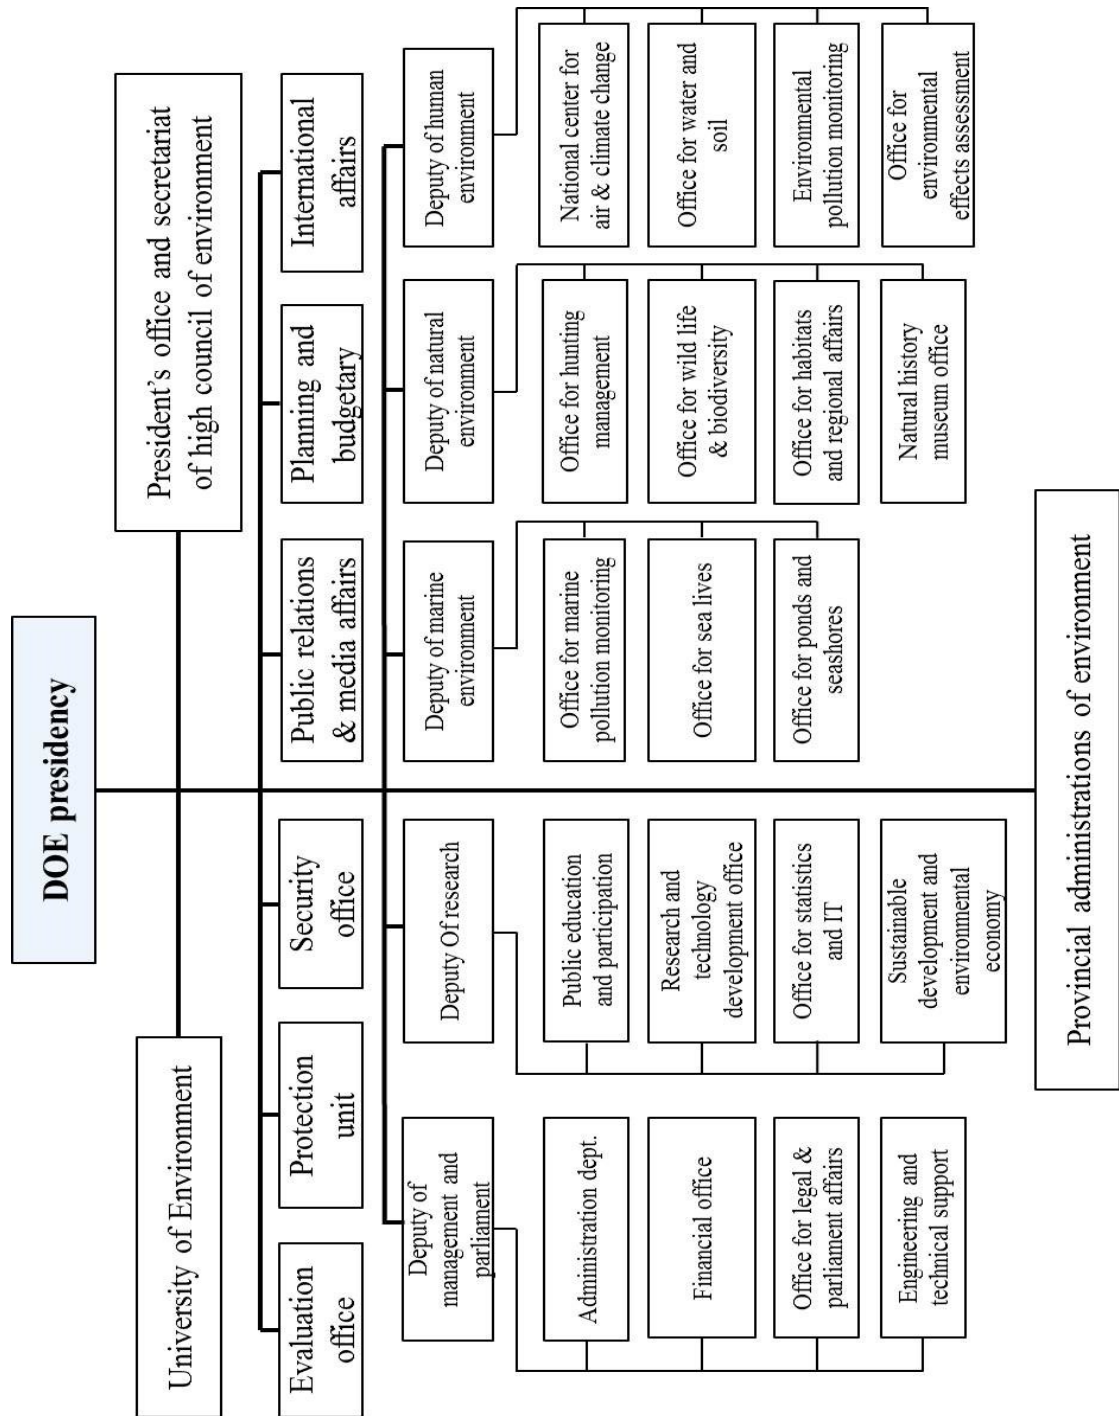 DOE presidency
University of Environment
President's office and secretariat
of high council of environment
Evaluation
office
Protection
unit
Security
office
Public relations
& media affairs
Planning and
budgetary
International
affairs
Deputy of
management and
parliament
Administration dept.
Financial office
Office for legal &
parliament affairs
Engineering and
technical support
Deputy Of research
Public education
and participation
Research and
technology
development office
Office for statistics
and IT
Sustainable
development and
environmental
economy
Deputy of marine
environment
Office for marine
pollution monitoring
Office for sea lives
Office for ponds and
seashores
Deputy of natural
environment
Office for hunting
management
Office for wild life
& biodiversity
Office for habitats
and regional affairs
Natural history
museum office
Deputy of human
environment
National center for
air & climate change
Office for water and
soil
Environmental
pollution monitoring
Office for
environmental
effects assessment
Provincial administrations of environment